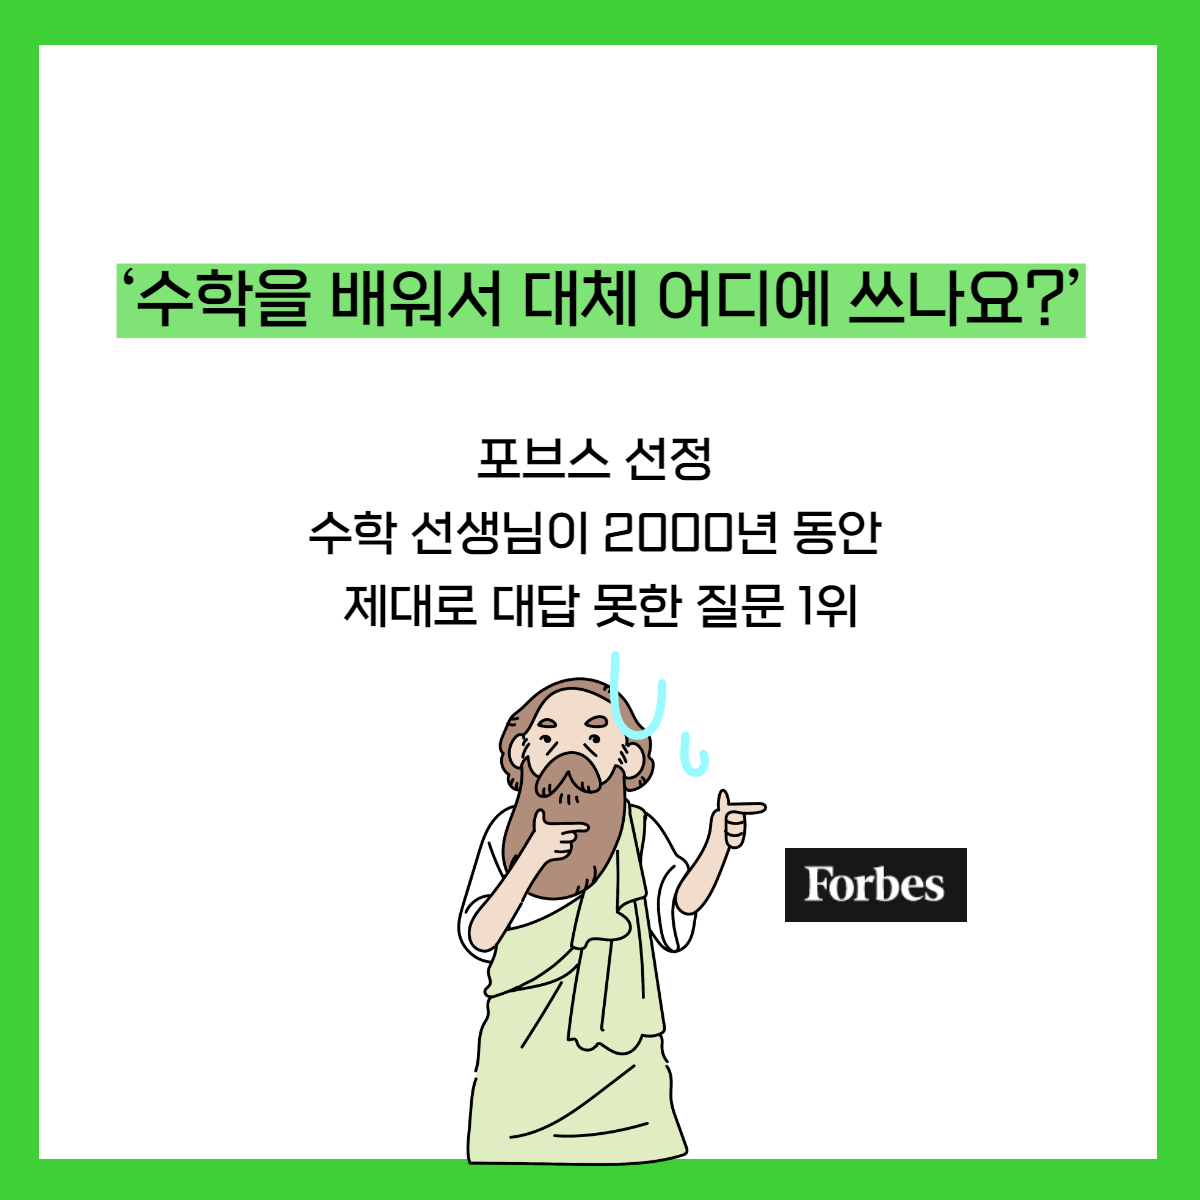 ‘수학을 배워서 대체 어디에 쓰나요?’
포브스 선정
수학 선생님이 2000년 동안
제대로 대답 못한 질문 1위
Forbes